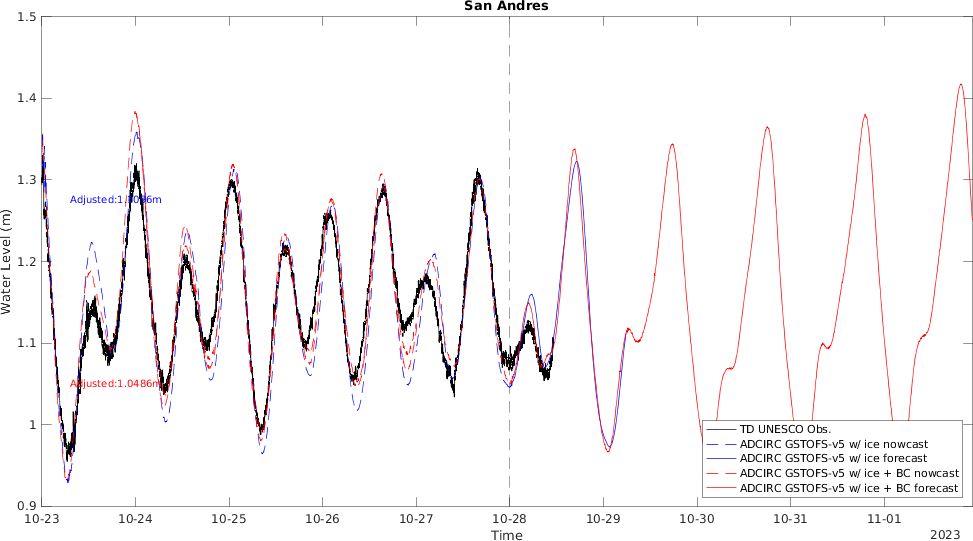 San Andres
1.5
1.4
1.3
1.2
1.1
1
0.9
Water Level (m)
Adjusted:1.0486m
10-23
10-24
10-25
10-26
10-27
10-28
10-29
10-30
10-31
11-01
Time
2023
TD UNESCO Obs.
ADCIRC GSTOFS-v5 w/ ice nowcast
ADCIRC GSTOFS-v5 w/ ice forecast
ADCIRC GSTOFS-v5 w/ ice + BC nowcast
ADCIRC GSTOFS-v5 w/ ice + BC forecast